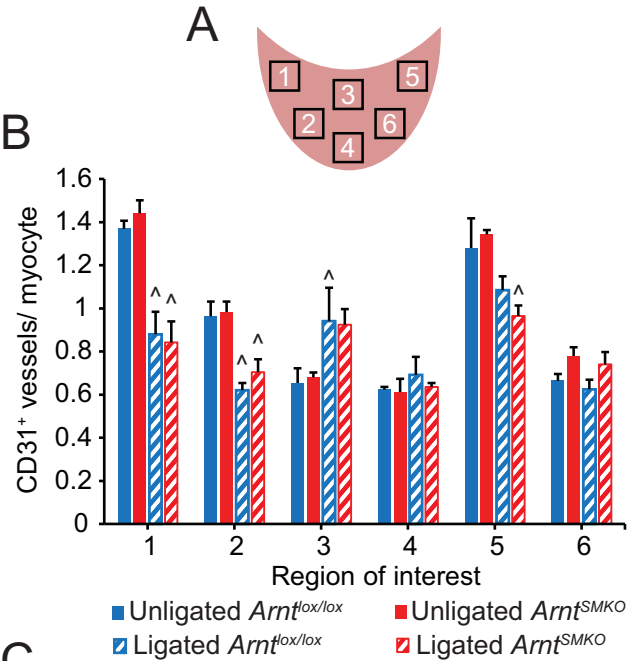 A
1
5
3
2
6
4
B
CD31⁺ vessels/ myocyte
1.6
1.4
1.2
1
0.8
0.6
0.4
0.2
0
^ ^ ^ ^ ^ ^
1 2 3 4 5 6
Region of interest
Unligated Arntlox/lox Unligated ArntSMKO
Ligated Arntlox/lox Ligated ArntSMKO
C